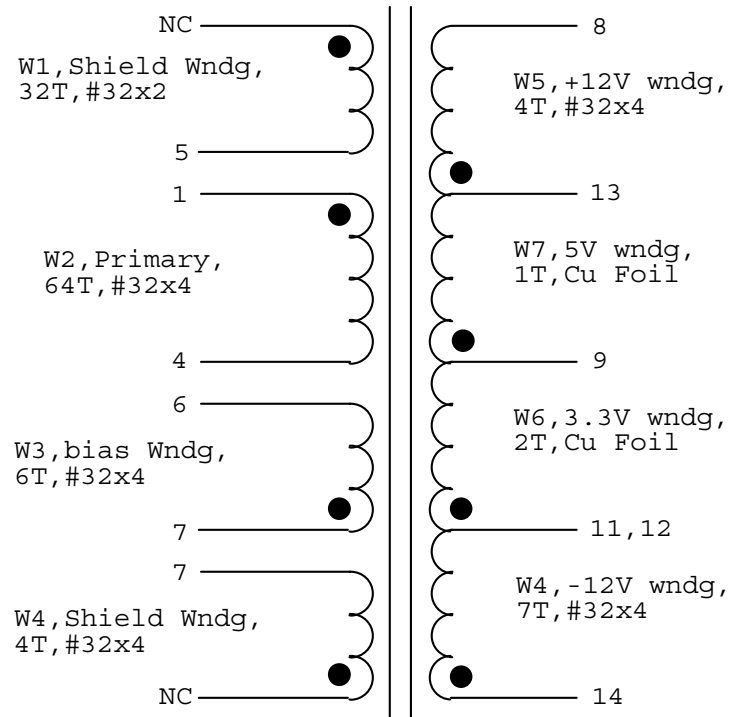 NC
W1,Shield Wndg,
32T,#32x2
5
1
W2,Primary,
64T,#32x4
4
6
W3,bias Wndg,
6T,#32x4
7
7
W4,Shield Wndg,
4T,#32x4
NC
8
W5,+12V wndg,
4T,#32x4
13
W7,5V wndg,
1T,Cu Foil
9
W6,3.3V wndg,
2T,Cu Foil
11,12
W4,-12V wndg,
7T,#32x4
14